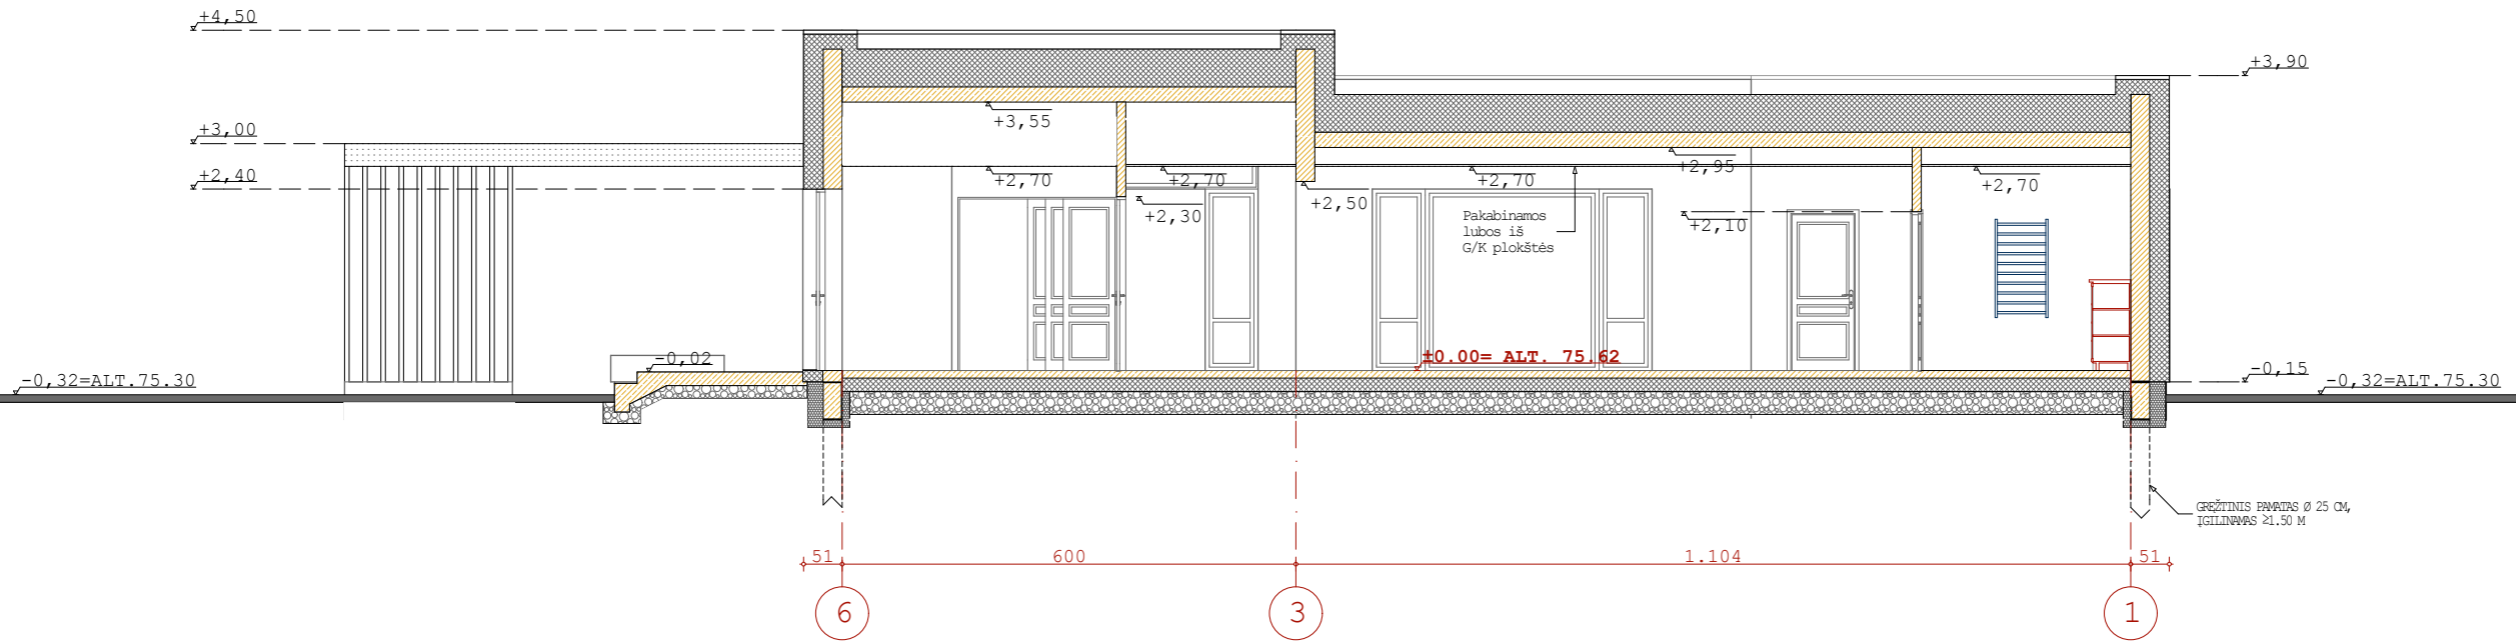 +4,50
+3,90
+3,55
+3,00
+2,95
+2,40
+2,70
+2,70
+2,70
+2,70
+2,30
+2,50
+2,10
Pakabinamos
lubos iš
G/K plokštės
-0,02
±0.00= ALT. 75.62
-0,32=ALT.75.30
-0,15
-0,32=ALT.75.30
GRĘŽTINIS PAMATAS Ø 25 CM,
ĮGILINAMAS ≥1.50 M
51
600
1.104
51
6
3
1